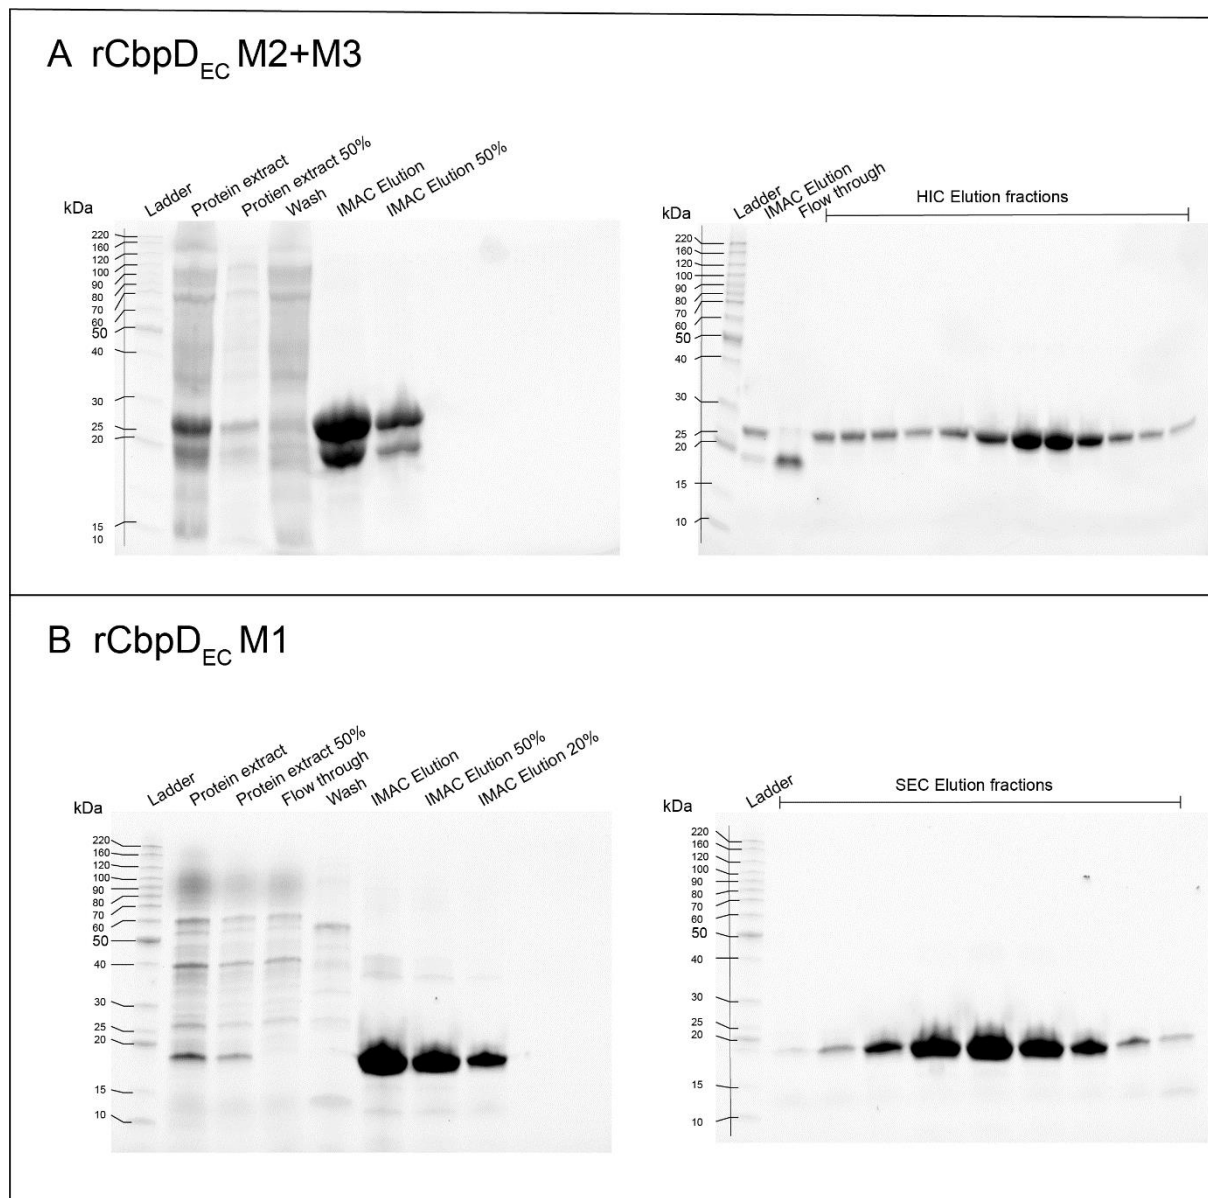 A rCbpD_EC M2+M3
kDa
Ladder
Protein extract
Protien extract 50%
Wash
IMAC Elution
IMAC Elution 50%
220
160
120
100
90
80
70
60
50
40
30
25
20
15
10
kDa
Ladder
IMAC Elution
Flow through
HIC Elution fractions
220
160
120
100
90
80
70
60
50
40
30
25
20
15
10
B rCbpD_EC M1
kDa
Ladder
Protein extract
Protein extract 50%
Flow through
Wash
IMAC Elution
IMAC Elution 50%
IMAC Elution 20%
220
160
120
100
90
80
70
60
50
40
30
25
20
15
10
kDa
Ladder
SEC Elution fractions
220
160
120
100
90
80
70
60
50
40
30
25
20
15
10